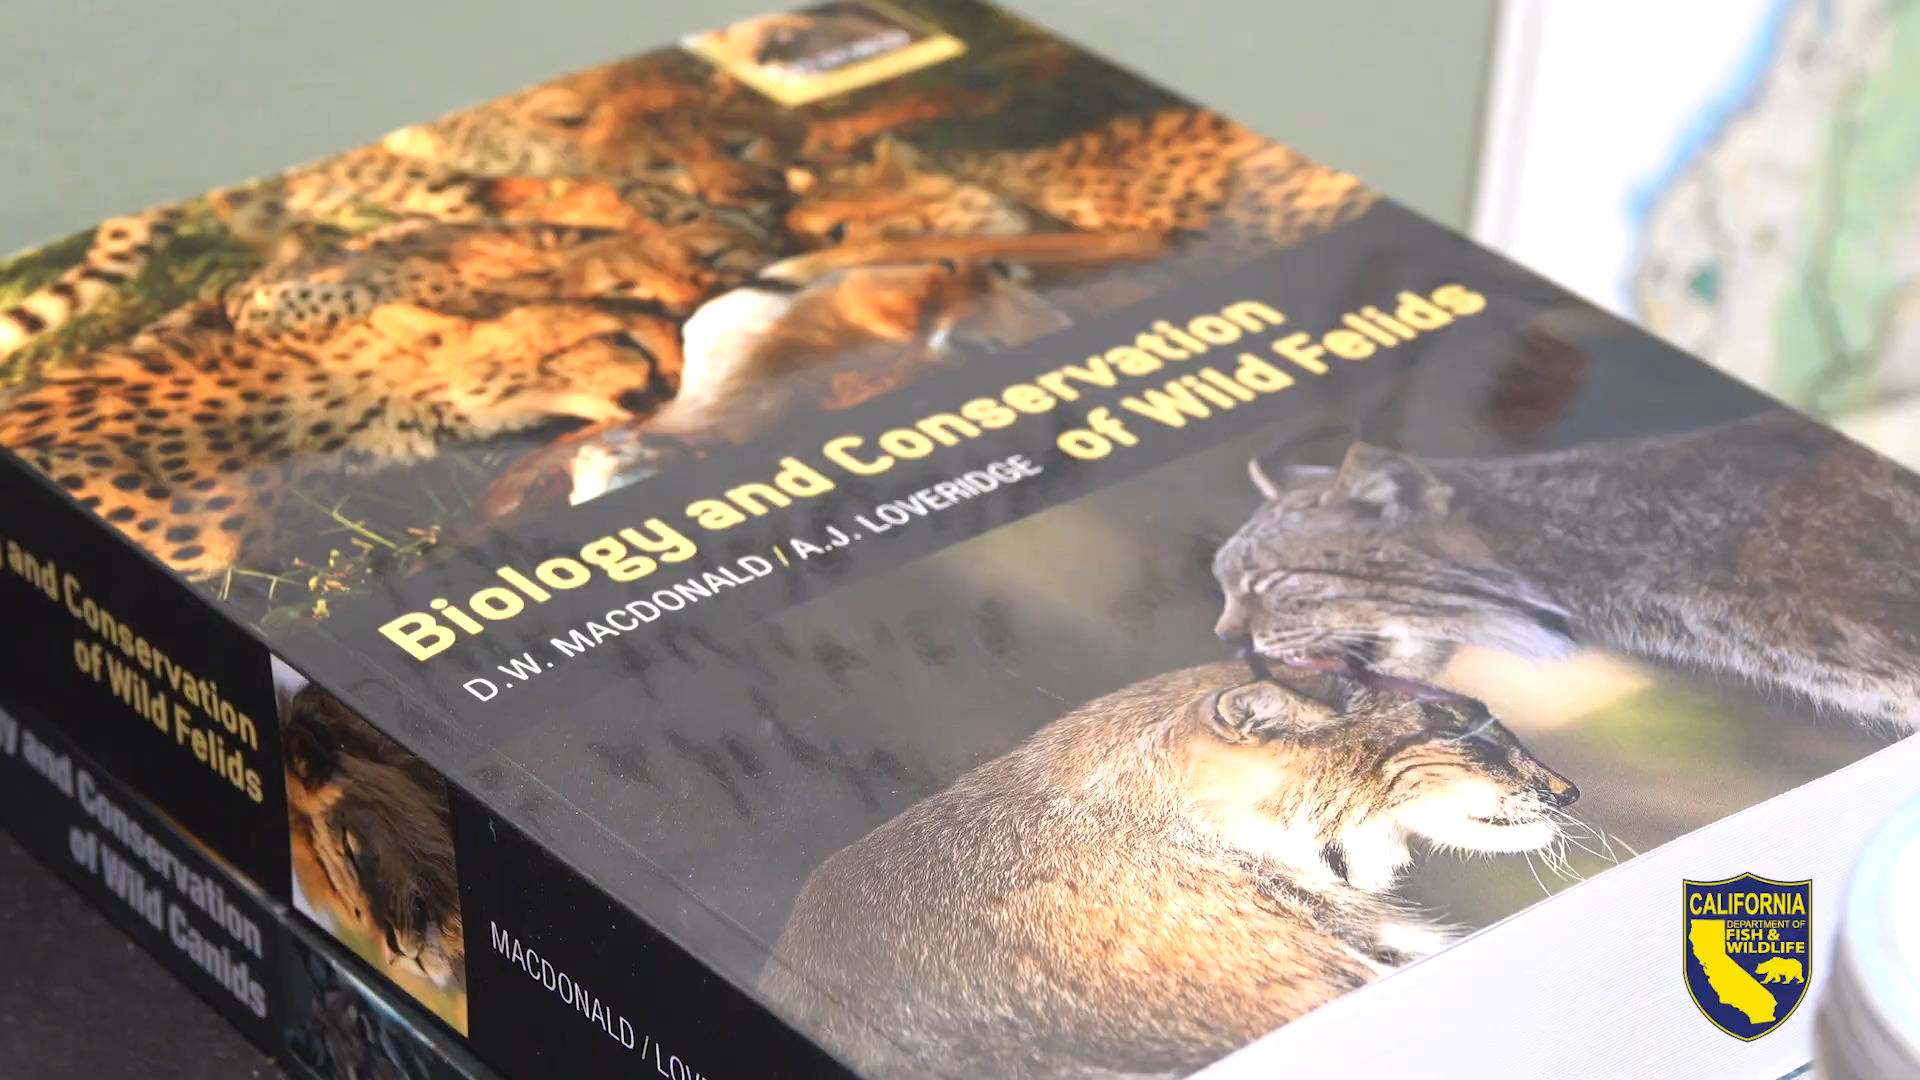 Biology and Conservation
of Wild Felids
D.W. MACDONALD / A.J. LOVERIDGE
and Conservation
of Wild Felids
MACDONALD /
and Conservation
of Wild Canids
CALIFORNIA
DEPARTMENT OF
FISH &
WILDLIFE